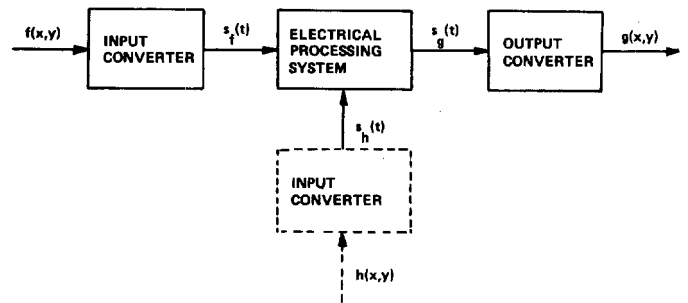 f(x,y)
INPUT
CONVERTER
s_f(t)
ELECTRICAL
PROCESSING
SYSTEM
s_g(t)
OUTPUT
CONVERTER
g(x,y)
s_h(t)
INPUT
CONVERTER
h(x,y)